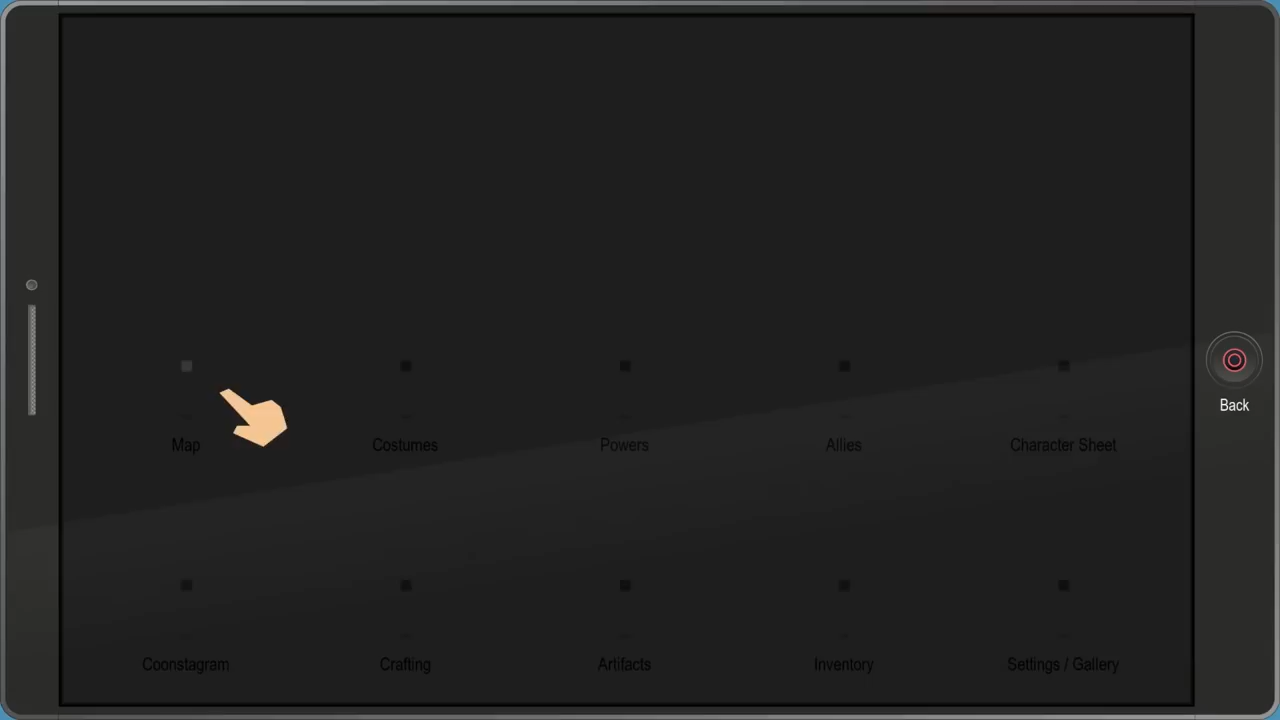 Back
Map
Costumes
Powers
Allies
Character Sheet
Coonstagram
Crafting
Artifacts
Inventory
Settings / Gallery